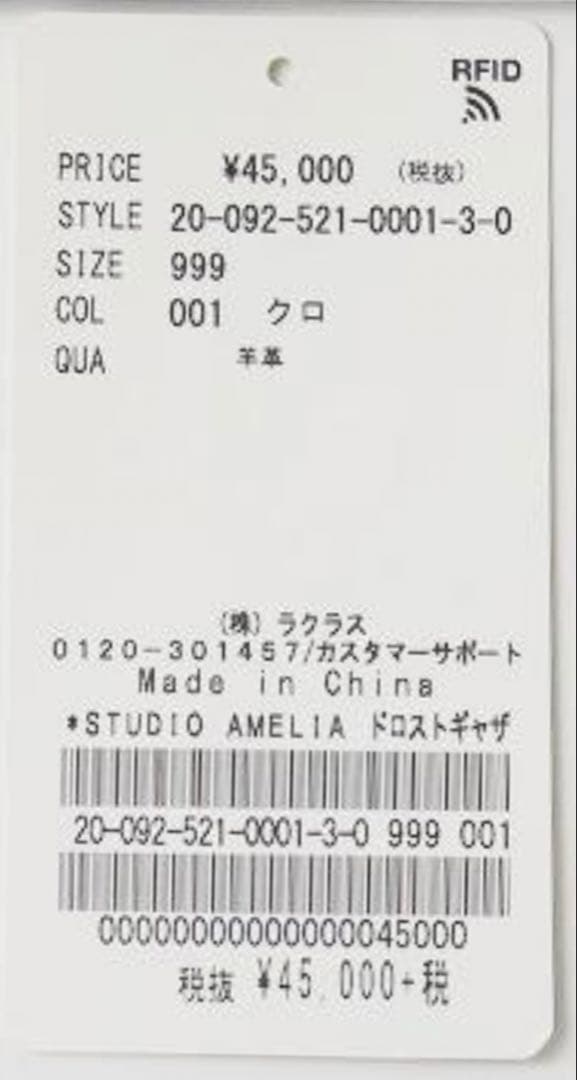 RFID
PRICE ¥45,000 (税抜)
STYLE 20-092-521-0001-3-0
SIZE 999
COL 001 クロ
QUA 羊革
(株) ラクラス
0120-301457/カスタマーサポート
Made in China
*STUDIO AMELIA ドロストギャザ
20-092-521-0001-3-0 999 001
00000000000000045000
税抜 ¥45,000+税